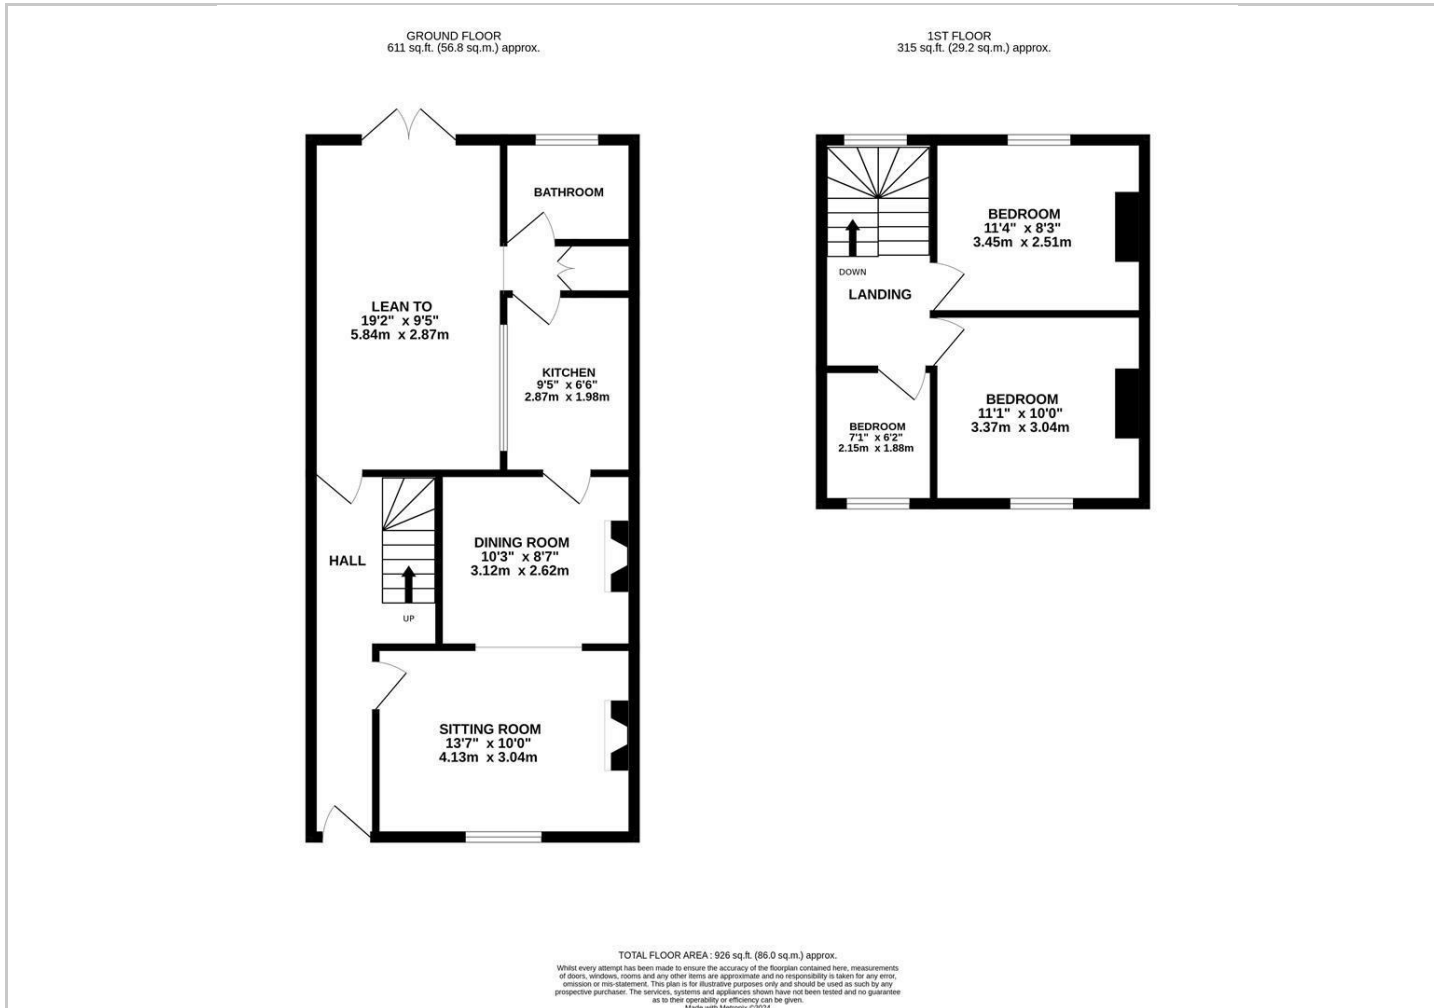 GROUND FLOOR
611 sq.ft. (56.8 sq.m.) approx.
1ST FLOOR
315 sq.ft. (29.2 sq.m.) approx.
BATHROOM
LEAN TO
19'2" x 9'5"
5.84m x 2.87m
KITCHEN
9'5" x 6'6"
2.87m x 1.98m
HALL
UP
DINING ROOM
10'3" x 8'7"
3.12m x 2.62m
SITTING ROOM
13'7" x 10'0"
4.13m x 3.04m
BEDROOM
11'4" x 8'3"
3.45m x 2.51m
DOWN
LANDING
BEDROOM
11'1" x 10'0"
3.37m x 3.04m
BEDROOM
7'1" x 6'2"
2.15m x 1.88m
TOTAL FLOOR AREA : 926 sq.ft. (86.0 sq.m.) approx.
Whilst every attempt has been made to ensure the accuracy of the floorplan contained here, measurements
of doors, windows, rooms and any other items are approximate and no responsibility is taken for any error,
omission or mis-statement. This plan is for illustrative purposes only and should be used as such by any
prospective purchaser. The services, systems and appliances shown have not been tested and no guarantee
as to their operability or efficiency can be given.
Made with Metropix ©2024